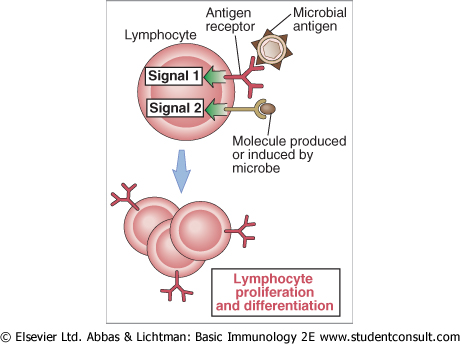 Antigen
receptor
Microbial
antigen
Lymphocyte
Signal 1
Signal 2
Molecule produced
or induced by
microbe
Lymphocyte
proliferation
and differentiation
© Elsevier Ltd. Abbas & Lichtman: Basic Immunology 2E www.studentconsult.com